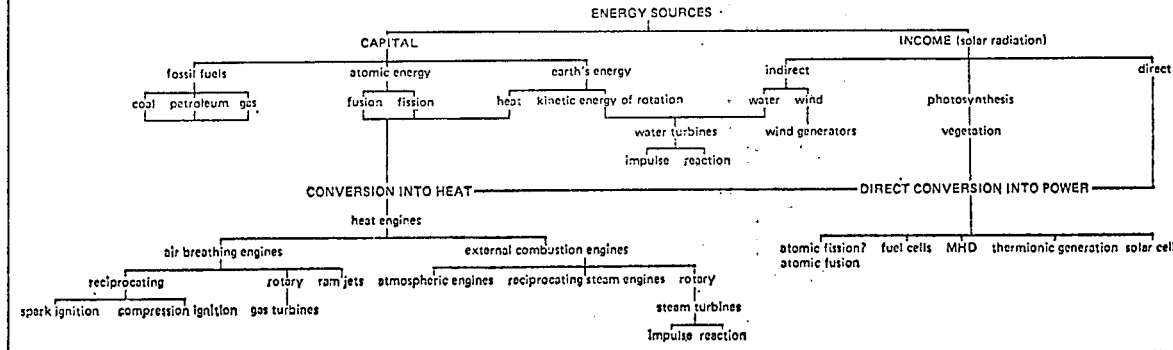 ENERGY SOURCES
CAPITAL INCOME (solar radiation)
fossil fuels atomic energy earth's energy indirect direct
coal petroleum gas fusion fission heat kinetic energy of rotation water wind photosynthesis
water turbines wind generators vegetation
impulse reaction
CONVERSION INTO HEAT DIRECT CONVERSION INTO POWER
heat engines
air breathing engines external combustion engines atomic fission? fuel cells MHD thermionic generation solar cel
atomic fusion
reciprocating rotary ram jets atmospheric engines reciprocating steam engines rotary
spark ignition compression ignition gas turbines steam turbines
Impulse reaction